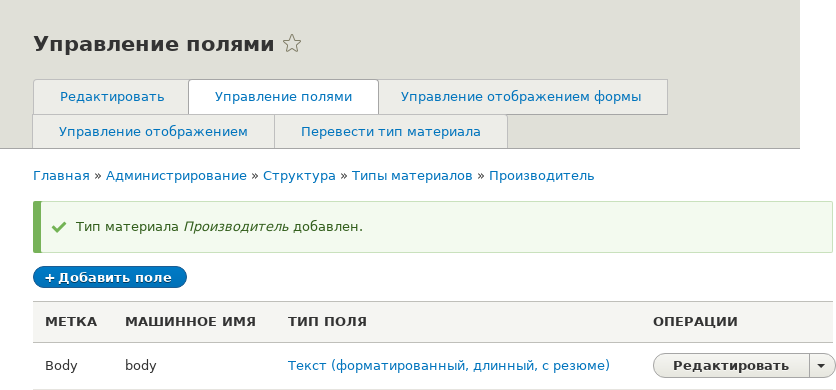 Управление полями
Редактировать Управление полями Управление отображением формы
Управление отображением Перевести тип материала
Главная » Администрирование » Структура » Типы материалов » Производитель
Тип материала Производитель добавлен.
+ Добавить поле
МЕТКА МАШИННОЕ ИМЯ ТИП ПОЛЯ ОПЕРАЦИИ
Body body Текст (форматированный, длинный, с резюме) Редактировать